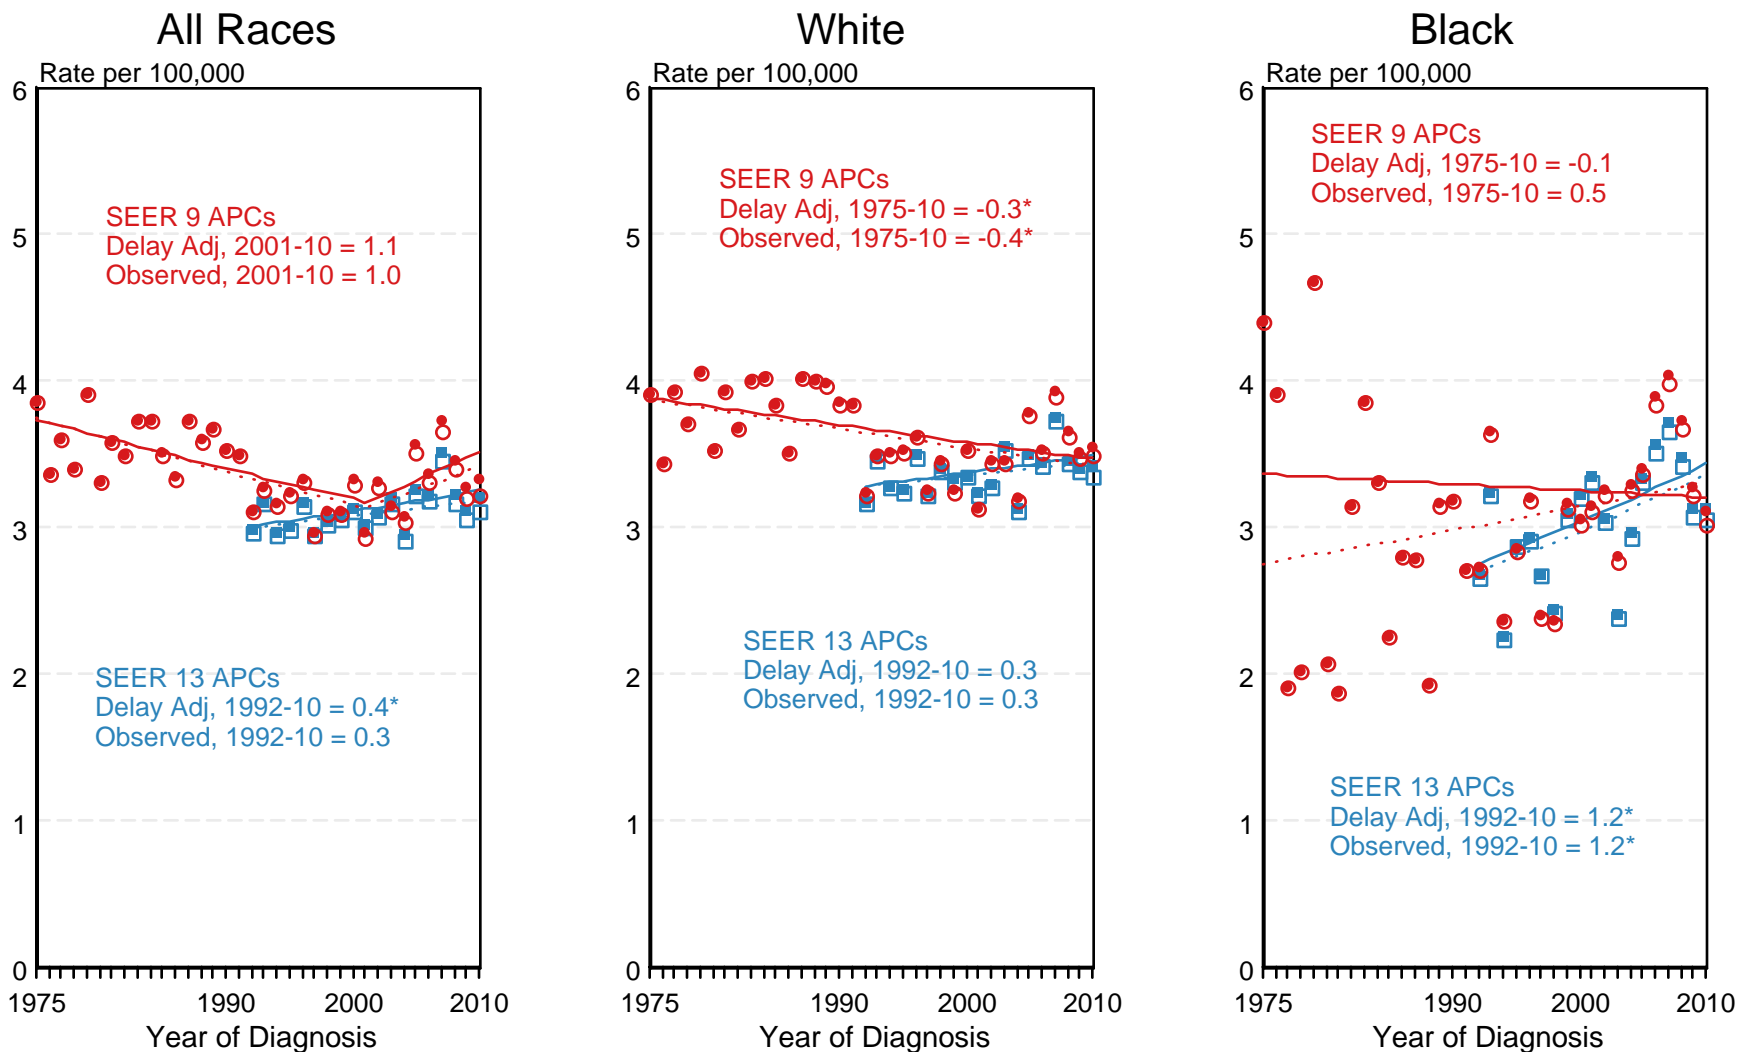 All Races
Rate per 100,000
6
5
4
3
2
1
0
SEER 9 APCs
Delay Adj, 2001-10 = 1.1
Observed, 2001-10 = 1.0
SEER 13 APCs
Delay Adj, 1992-10 = 0.4*
Observed, 1992-10 = 0.3
1975 1990 2000 2010
Year of Diagnosis
White
Rate per 100,000
6
5
4
3
2
1
0
SEER 9 APCs
Delay Adj, 1975-10 = -0.3*
Observed, 1975-10 = -0.4*
SEER 13 APCs
Delay Adj, 1992-10 = 0.3
Observed, 1992-10 = 0.3
1975 1990 2000 2010
Year of Diagnosis
Black
Rate per 100,000
6
5
4
3
2
1
0
SEER 9 APCs
Delay Adj, 1975-10 = -0.1
Observed, 1975-10 = 0.5
SEER 13 APCs
Delay Adj, 1992-10 = 1.2*
Observed, 1992-10 = 1.2*
1975 1990 2000 2010
Year of Diagnosis